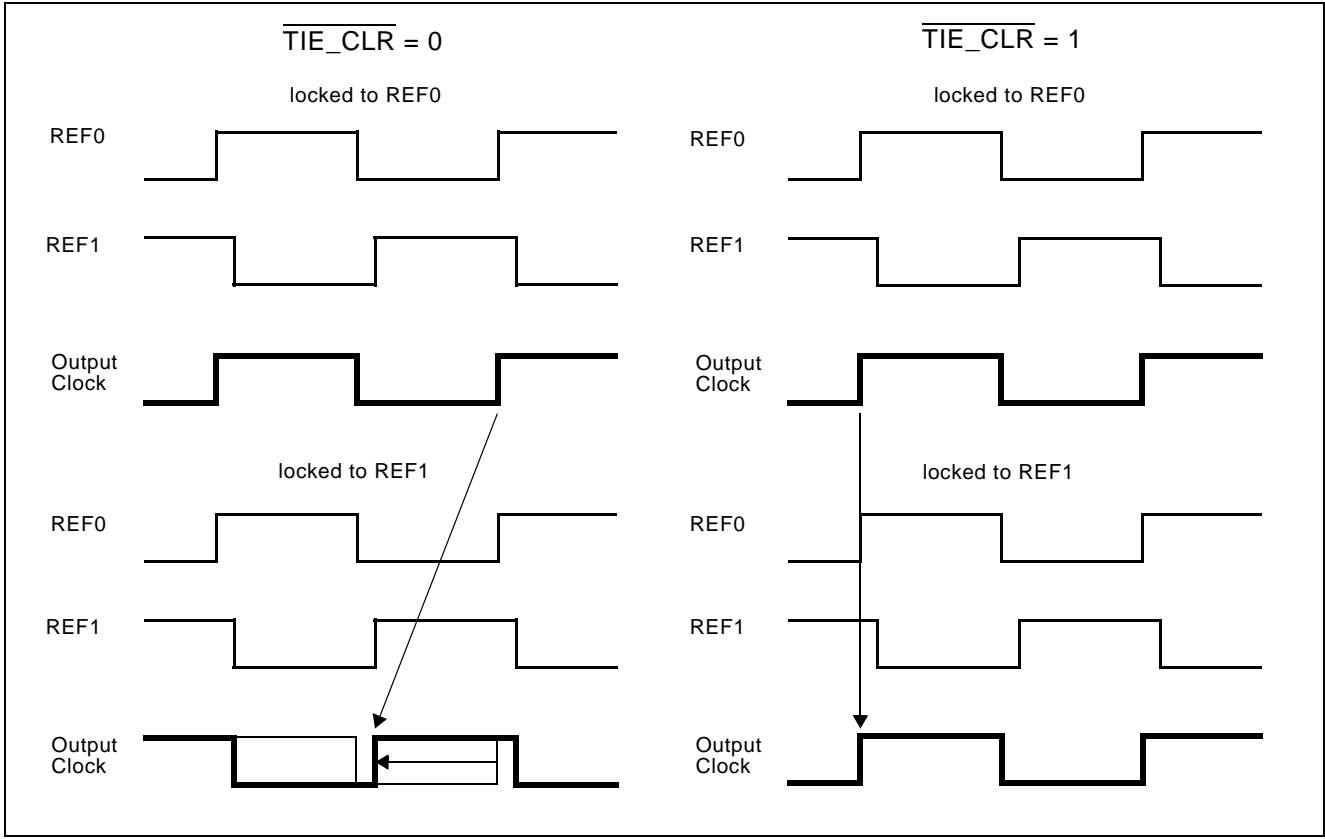 TIE_CLR = 0
locked to REF0
REF0
REF1
Output
Clock
locked to REF1
REF0
REF1
Output
Clock
TIE_CLR = 1
locked to REF0
REF0
REF1
Output
Clock
locked to REF1
REF0
REF1
Output
Clock